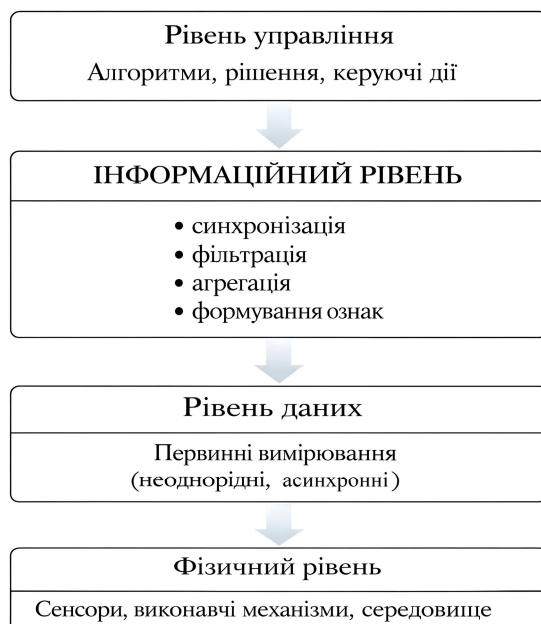 Рівень управління
Алгоритми, рішення, керуючі дії
ІНФОРМАЦІЙНИЙ РІВЕНЬ
• синхронізація
• фільтрація
• агрегація
• формування ознак
Рівень даних
Первинні вимірювання
(неоднорідні, асинхронні)
Фізичний рівень
Сенсори, виконавчі механізми, середовище